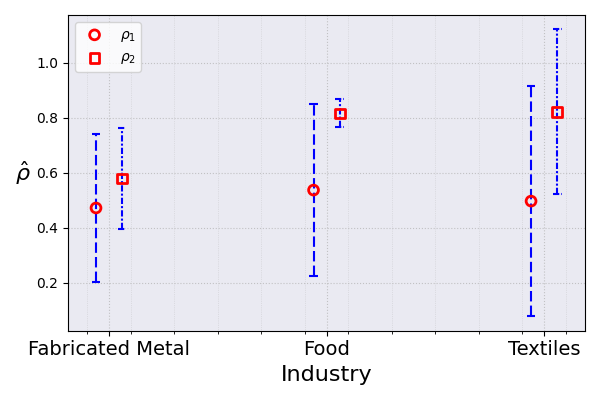 ρ1
ρ2
1.0
0.8
0.6
0.4
0.2
ρ̂
Fabricated Metal Food Textiles
Industry